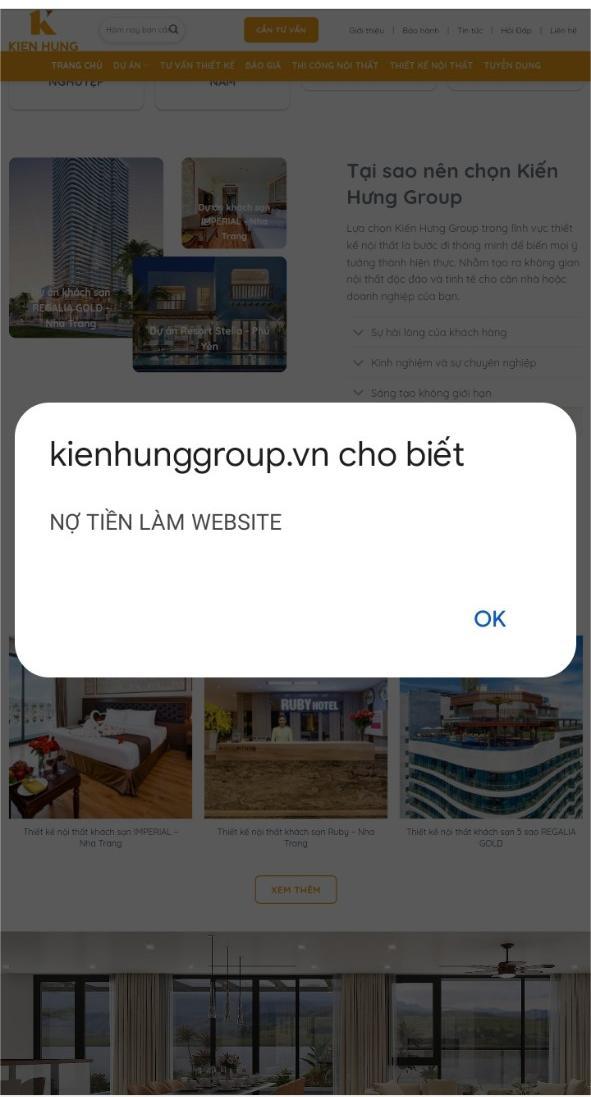 KIEN HUNG
Hôm nay bạn cần
CẦN TƯ VẤN
Giới thiệu | Bảo hành | Tin tức | Hỏi Đáp | Liên hệ
TRANG CHỦ DỰ ÁN TƯ VẤN THIẾT KẾ BÁO GIÁ THI CÔNG NỘI THẤT THIẾT KẾ NỘI THẤT TUYỂN DỤNG
NGHIỆP
NĂM
Dự án khách sạn
IMPERIAL - Nha
Trang
Dự án khách sạn
REGALIA GOLD -
Nha Trang
Dự án Resort Stella - Phú
Yên
Tại sao nên chọn Kiến
Hưng Group
Lựa chọn Kiến Hưng Group trong lĩnh vực thiết
kế nội thất là bước đi thông minh để biến mọi ý
tưởng thành hiện thực. Nhằm tạo ra không gian
nội thất độc đáo và tinh tế cho căn nhà hoặc
doanh nghiệp của bạn.
Sự hài lòng của khách hàng
Kinh nghiệm và sự chuyên nghiệp
Sáng tạo không giới hạn
kienhunggroup.vn cho biết
NỢ TIỀN LÀM WEBSITE
OK
RUBY HOTEL
Thiết kế nội thất khách sạn IMPERIAL –
Nha Trang
Thiết kế nội thất khách sạn Ruby – Nha
Trang
Thiết kế nội thất khách sạn 5 sao REGALIA
GOLD
XEM THÊM